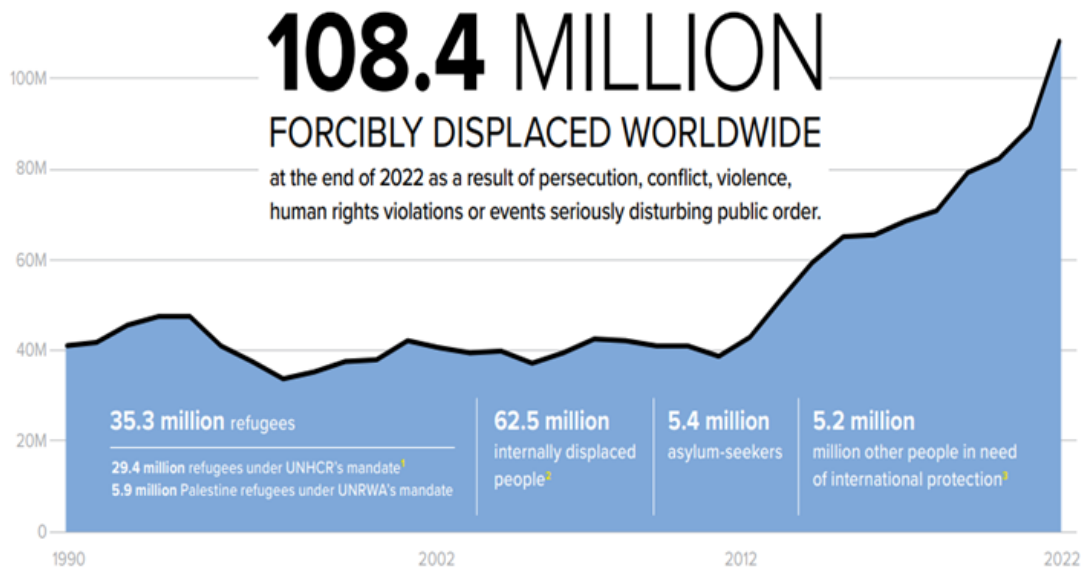 108.4 MILLION
FORCIBLY DISPLACED WORLDWIDE
at the end of 2022 as a result of persecution, conflict, violence,
human rights violations or events seriously disturbing public order.
100M
80M
60M
40M
20M
0
35.3 million refugees
29.4 million refugees under UNHCR's mandate¹
5.9 million Palestine refugees under UNRWA's mandate
62.5 million
internally displaced
people²
5.4 million
asylum-seekers
5.2 million
million other people in need
of international protection³
1990
2002
2012
2022